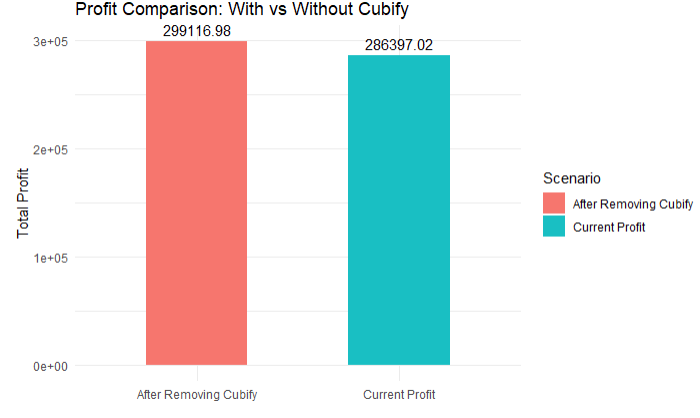 Profit Comparison: With vs Without Cubify
299116.98
286397.02
3e+05
2e+05
1e+05
0e+00
Total Profit
After Removing Cubify
Current Profit
Scenario
After Removing Cubify
Current Profit